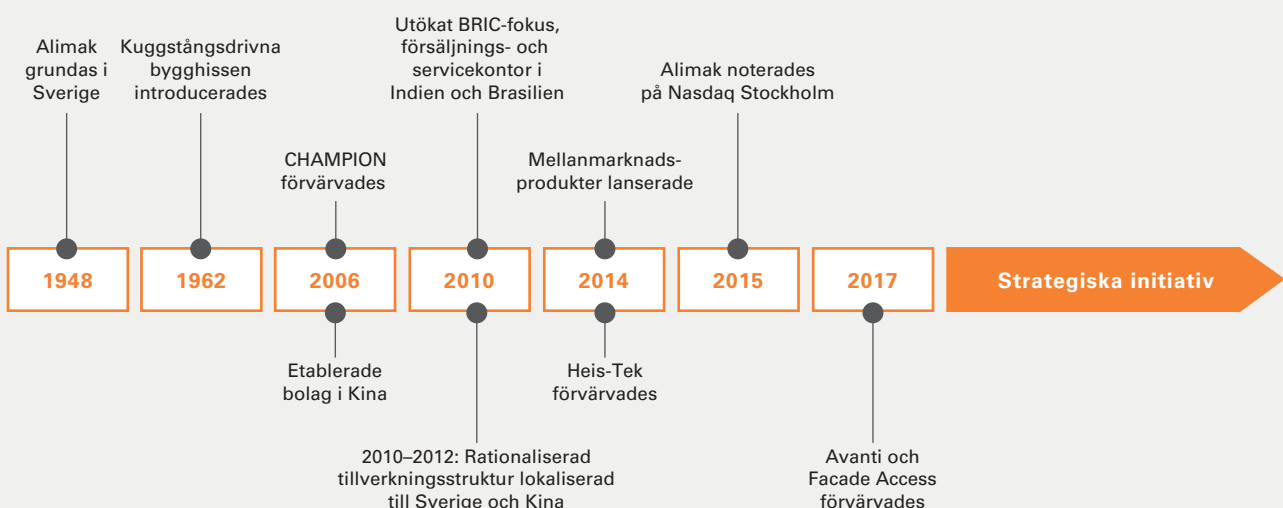 Alimak
grundas i
Sverige
Kuggstångsdrivna
bygghissen
introducerades
CHAMPION
förvärvades
Utökat BRIC-fokus,
försäljnings- och
servicekontor i
Indien och Brasilien
Mellanmarknads-
produkter lanserade
Alimak noterades
på Nasdaq Stockholm
1948
1962
2006
2010
2014
2015
2017
Strategiska initiativ
Etablerade
bolag i Kina
2010–2012: Rationaliserad
tillverkningsstruktur lokaliserad
till Sverige och Kina
Heis-Tek
förvärvades
Avanti och
Facade Access
förvärvades